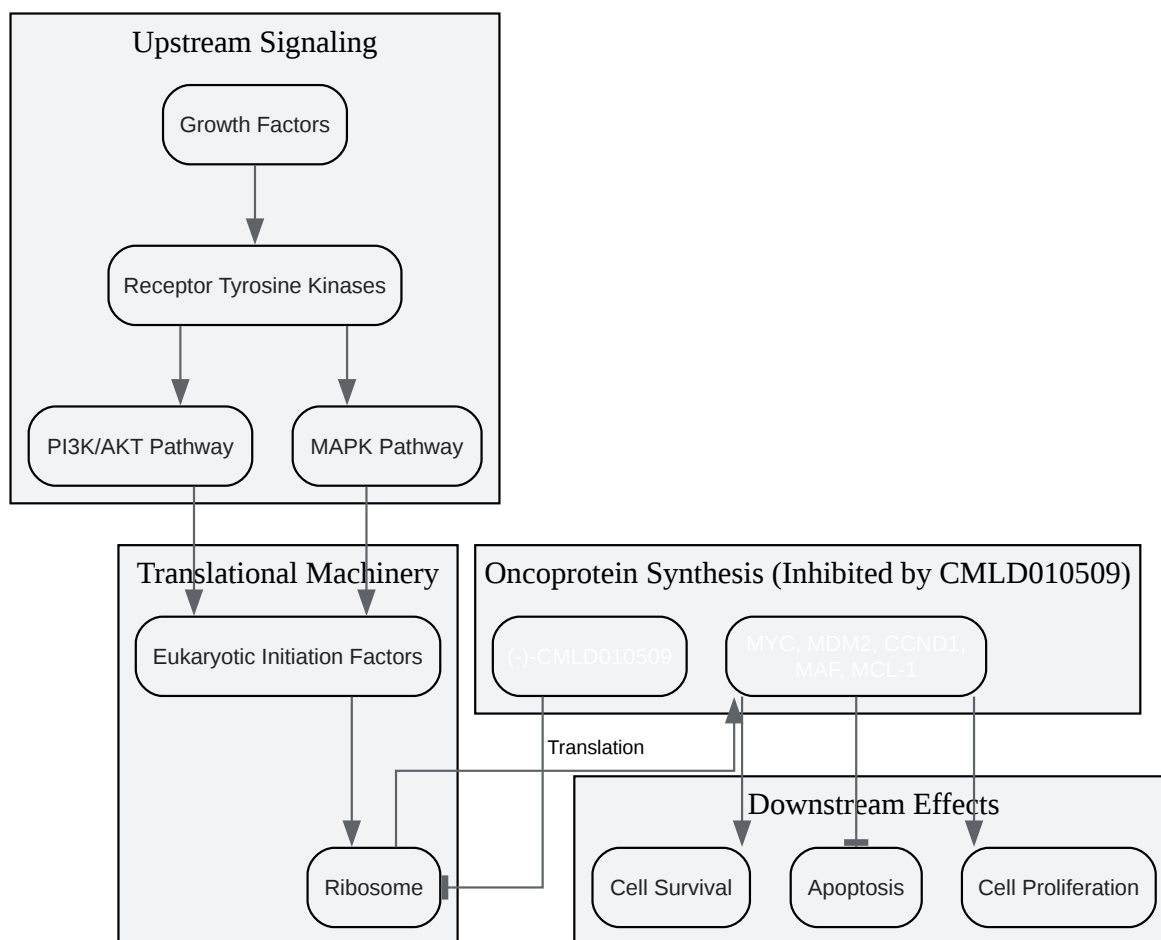 Upstream Signaling
Growth Factors
Receptor Tyrosine Kinases
PI3K/AKT Pathway
MAPK Pathway
Translational Machinery
Oncoprotein Synthesis (Inhibited by CMLD010509)
Eukaryotic Initiation Factors
(-)-CMLD010509
MYC, MDM2, CCND1,
MAF, MCL-1
Translation
Downstream Effects
Ribosome
Cell Survival
Apoptosis
Cell Proliferation